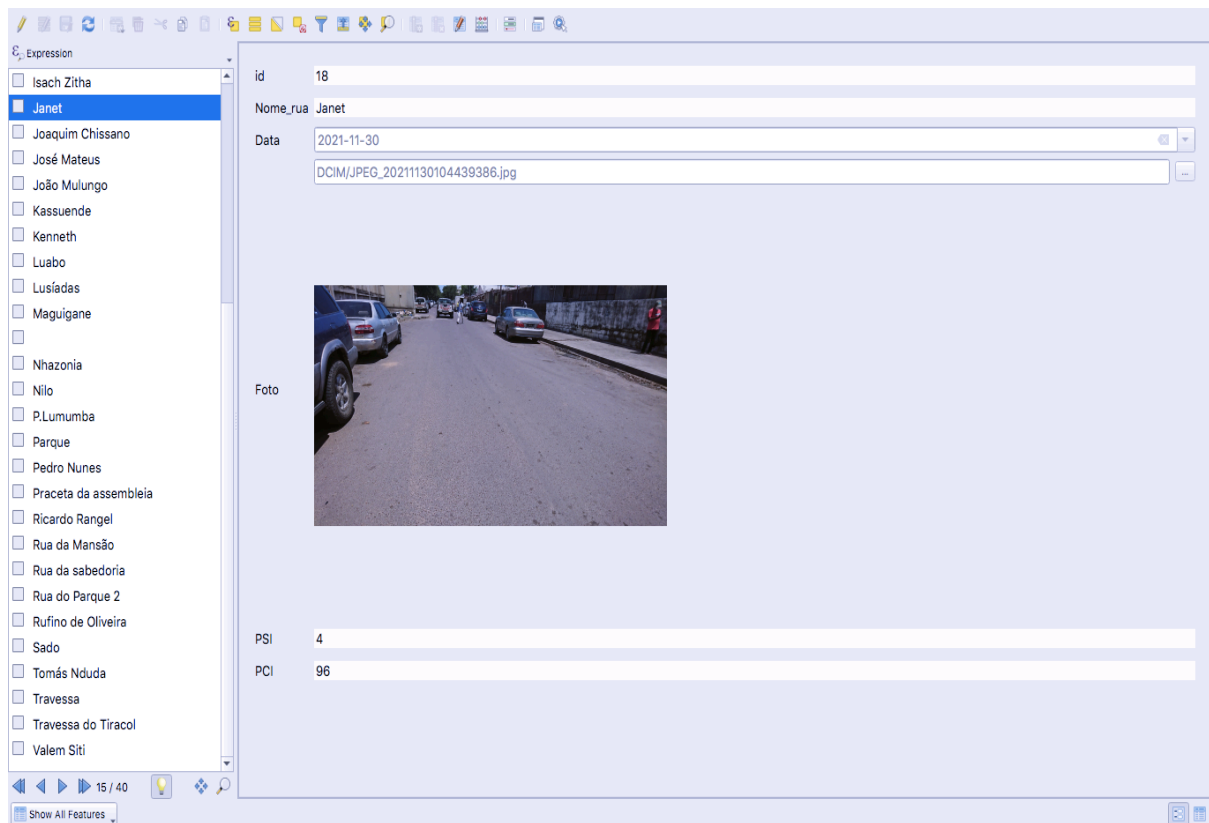 Expression
Isach Zitha
Janet
Joaquim Chissano
José Mateus
João Mulungo
Kassuende
Kenneth
Luabo
Lusíadas
Maguigane
Nhazonia
Nilo
P.Lumumba
Parque
Pedro Nunes
Praceta da assembleia
Ricardo Rangel
Rua da Mansão
Rua da sabedoria
Rua do Parque 2
Rufino de Oliveira
Sado
Tomás Nduda
Travessa
Travessa do Tiracol
Valem Siti
15 / 40
Show All Features
id 18
Nome_rua Janet
Data 2021-11-30
DCIM/JPEG_20211130104439386.jpg
...
Foto
PSI 4
PCI 96